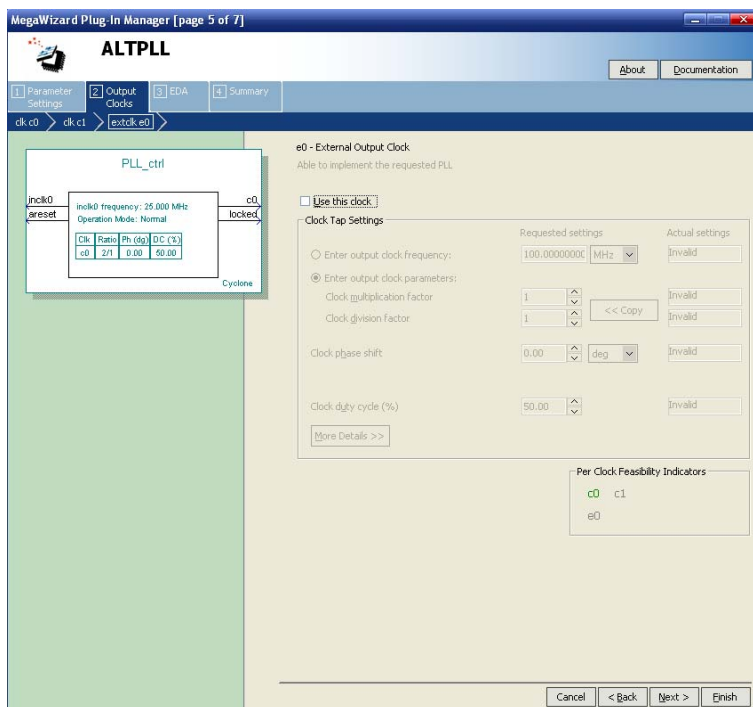 MegaWizard Plug-In Manager [page 5 of 7]
ALTPLL
About
Documentation
1 Parameter Settings
2 Output Clocks
3 EDA
4 Summary
clk c0
clk c1
extclk e0
PLL_ctrl
inclk0
areset
inclk0 frequency: 25.000 MHz
Operation Mode: Normal
Clk Ratio Ph (dg) DC (%)
c0 2/1 0.00 50.00
c0
locked
Cyclone
e0 - External Output Clock
Able to implement the requested PLL
Use this clock
Clock Tap Settings
Requested settings
Actual settings
Enter output clock frequency:
100.0000000
MHz
Invalid
Enter output clock parameters:
Clock multiplication factor
1
<< Copy
Invalid
Clock division factor
1
Invalid
Clock phase shift
0.00
deg
Invalid
Clock duty cycle (%)
50.00
Invalid
More Details >>
Per Clock Feasibility Indicators
c0 c1
e0
Cancel
< Back
Next >
Finish